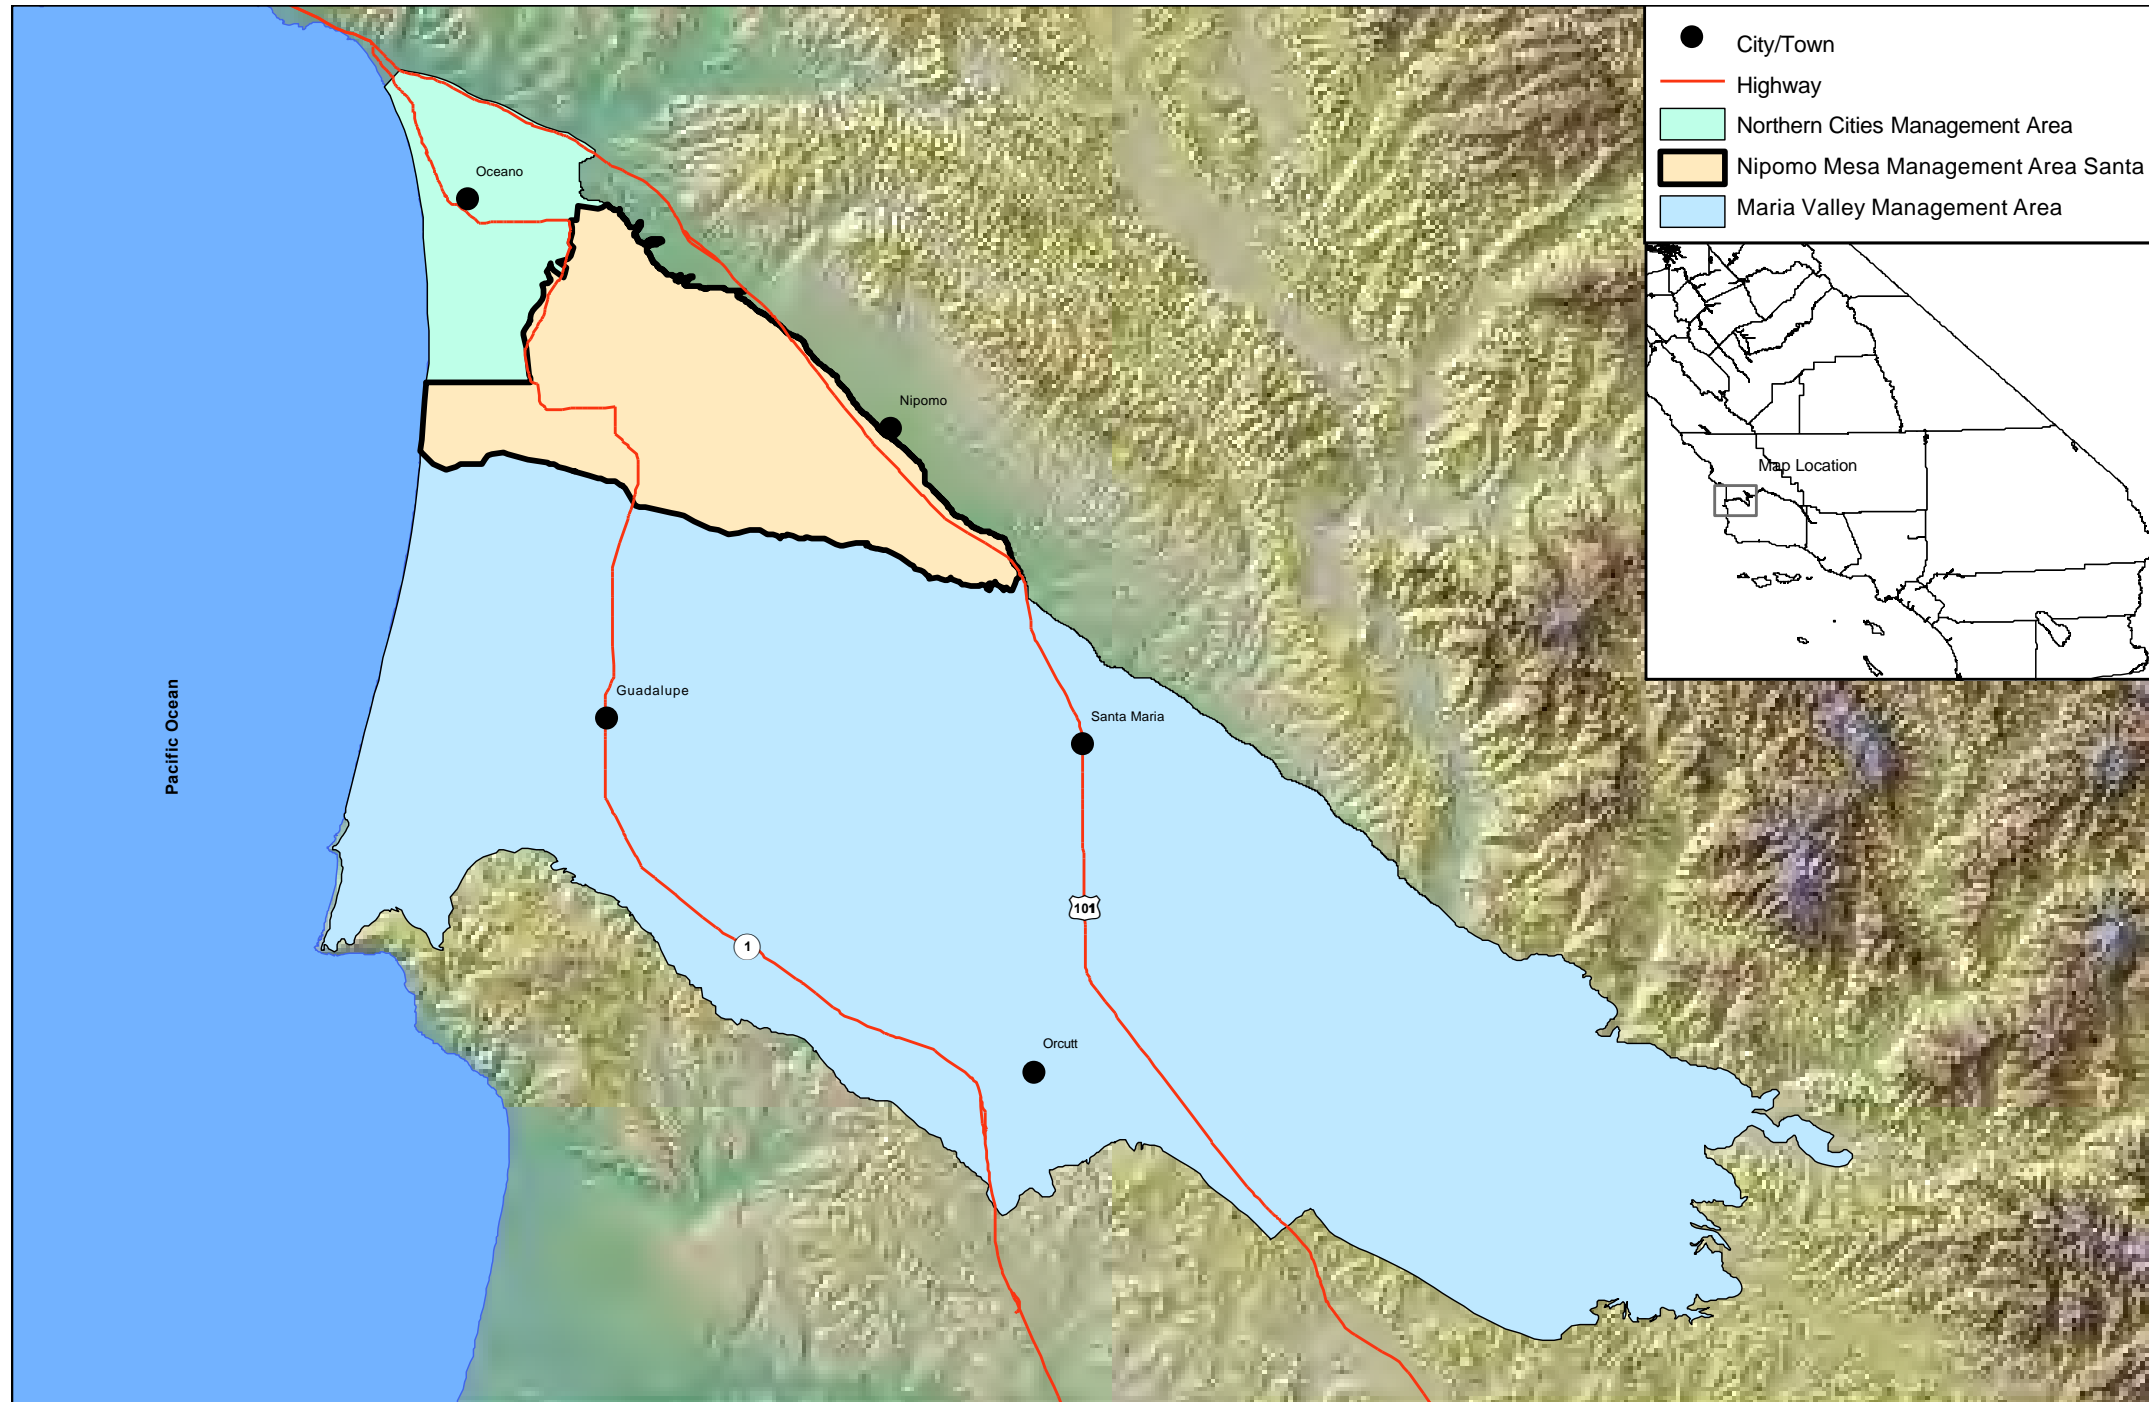 City/Town
Highway
Northern Cities Management Area
Nipomo Mesa Management Area Santa
Maria Valley Management Area
Map Location
Oceano
Nipomo
Guadalupe
Santa Maria
Pacific Ocean
101
1
Orcutt